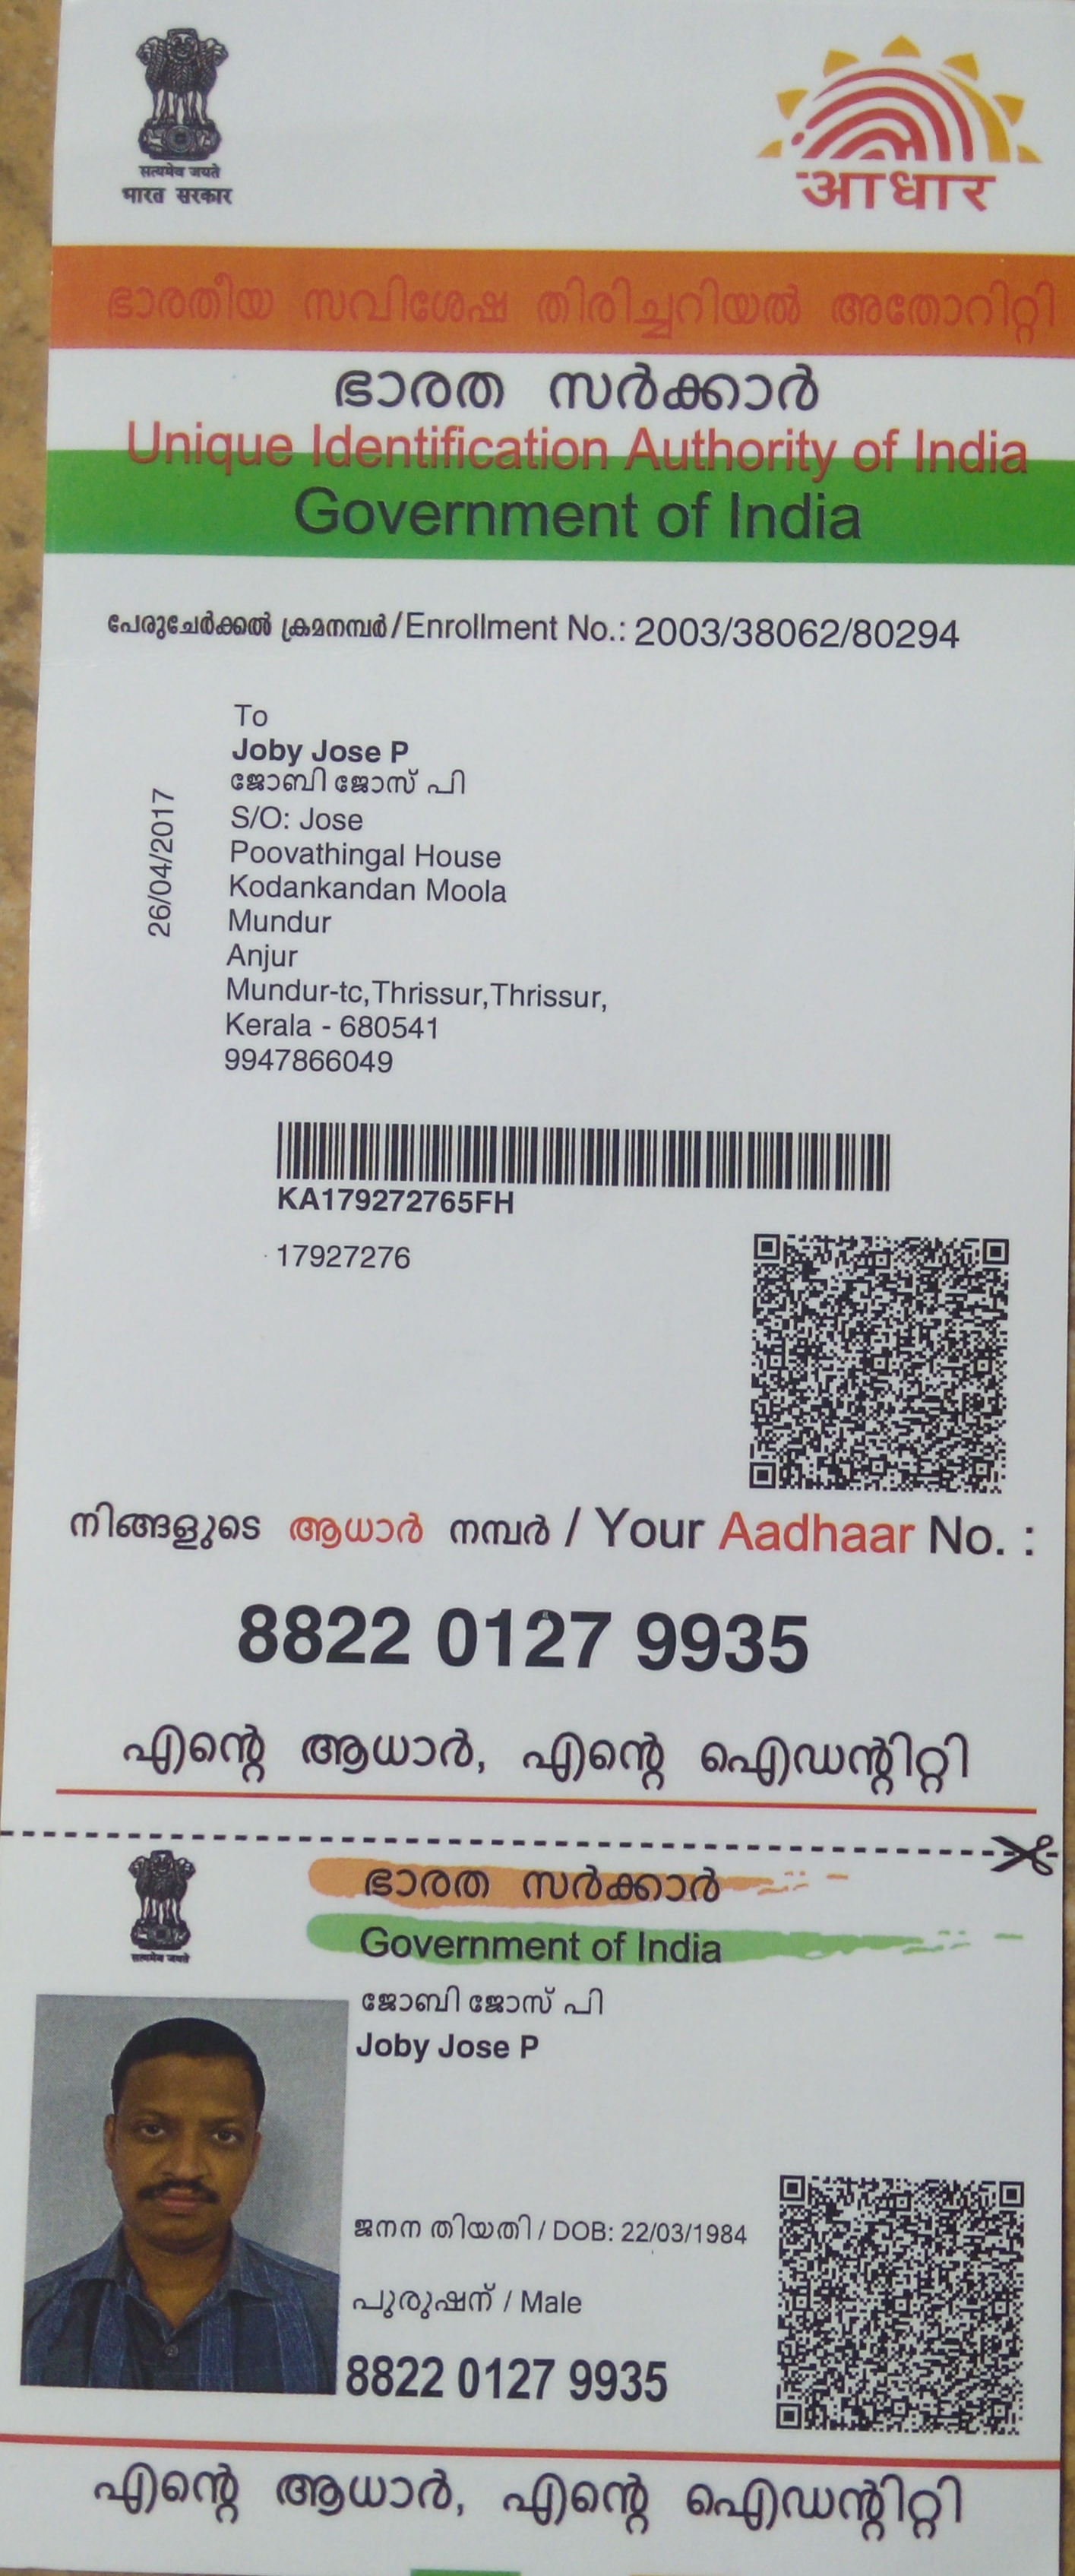 सत्यमेव जयते
भारत सरकार
आधार
ഭാരതീയ സവിശേഷ തിരിച്ചറിയൽ അതോറിറ്റി
ഭാരത സർക്കാർ
Unique Identification Authority of India
Government of India
പേരുചേർക്കൽ ക്രമനമ്പർ/Enrollment No.: 2003/38062/80294
26/04/2017
To
Joby Jose P
ജോബി ജോസ് പി
S/O: Jose
Poovathingal House
Kodankandan Moola
Mundur
Anjur
Mundur-tc,Thrissur,Thrissur,
Kerala - 680541
9947866049
KA179272765FH
17927276
നിങ്ങളുടെ ആധാർ നമ്പർ / Your Aadhaar No. :
8822 0127 9935
എന്റെ ആധാർ, എന്റെ ഐഡന്റിറ്റി
सत्यमेव जयते
ഭാരത സർക്കാർ
Government of India
ജോബി ജോസ് പി
Joby Jose P
ജനന തിയതി / DOB: 22/03/1984
പുരുഷന് / Male
8822 0127 9935
എന്റെ ആധാർ, എന്റെ ഐഡന്റിറ്റി